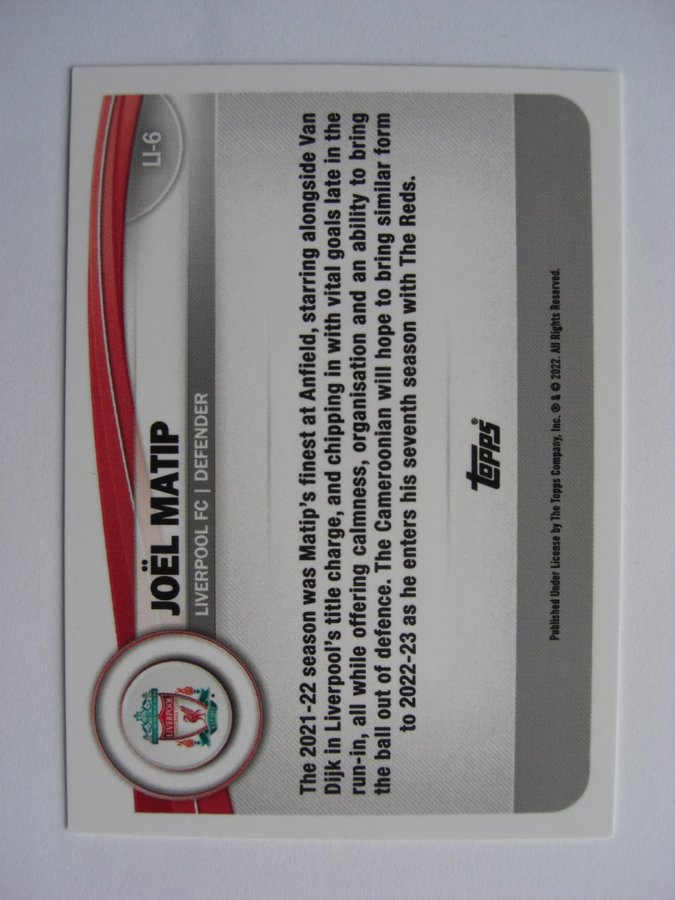 LI-6
JOËL MATIP
LIVERPOOL FC | DEFENDER
LIVERPOOL
The 2021-22 season was Matip's finest at Anfield, starring alongside Van
Dijk in Liverpool's title charge, and chipping in with vital goals late in the
run-in, all while offering calmness, organisation and an ability to bring
the ball out of defence. The Cameroonian will hope to bring similar form
to 2022-23 as he enters his seventh season with The Reds.
topps®
Published Under License by The Topps Company, Inc. ® & © 2022. All Rights Reserved.